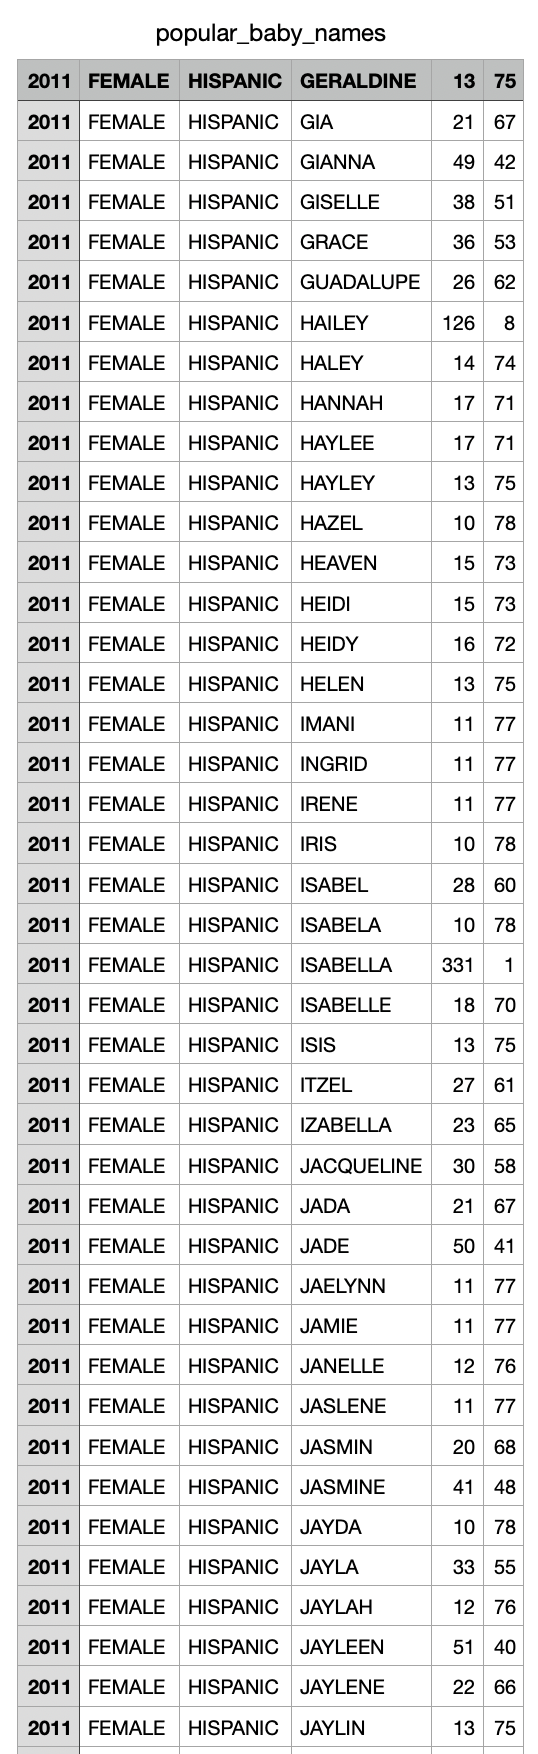 popular_baby_names
2011 FEMALE HISPANIC GERALDINE 13 75
2011 FEMALE HISPANIC GIA 21 67
2011 FEMALE HISPANIC GIANNA 49 42
2011 FEMALE HISPANIC GISELLE 38 51
2011 FEMALE HISPANIC GRACE 36 53
2011 FEMALE HISPANIC GUADALUPE 26 62
2011 FEMALE HISPANIC HAILEY 126 8
2011 FEMALE HISPANIC HALEY 14 74
2011 FEMALE HISPANIC HANNAH 17 71
2011 FEMALE HISPANIC HAYLEE 17 71
2011 FEMALE HISPANIC HAYLEY 13 75
2011 FEMALE HISPANIC HAZEL 10 78
2011 FEMALE HISPANIC HEAVEN 15 73
2011 FEMALE HISPANIC HEIDI 15 73
2011 FEMALE HISPANIC HEIDY 16 72
2011 FEMALE HISPANIC HELEN 13 75
2011 FEMALE HISPANIC IMANI 11 77
2011 FEMALE HISPANIC INGRID 11 77
2011 FEMALE HISPANIC IRENE 11 77
2011 FEMALE HISPANIC IRIS 10 78
2011 FEMALE HISPANIC ISABEL 28 60
2011 FEMALE HISPANIC ISABELA 10 78
2011 FEMALE HISPANIC ISABELLA 331 1
2011 FEMALE HISPANIC ISABELLE 18 70
2011 FEMALE HISPANIC ISIS 13 75
2011 FEMALE HISPANIC ITZEL 27 61
2011 FEMALE HISPANIC IZABELLA 23 65
2011 FEMALE HISPANIC JACQUELINE 30 58
2011 FEMALE HISPANIC JADA 21 67
2011 FEMALE HISPANIC JADE 50 41
2011 FEMALE HISPANIC JAELYNN 11 77
2011 FEMALE HISPANIC JAMIE 11 77
2011 FEMALE HISPANIC JANELLE 12 76
2011 FEMALE HISPANIC JASLENE 11 77
2011 FEMALE HISPANIC JASMIN 20 68
2011 FEMALE HISPANIC JASMINE 41 48
2011 FEMALE HISPANIC JAYDA 10 78
2011 FEMALE HISPANIC JAYLA 33 55
2011 FEMALE HISPANIC JAYLAH 12 76
2011 FEMALE HISPANIC JAYLEEN 51 40
2011 FEMALE HISPANIC JAYLENE 22 66
2011 FEMALE HISPANIC JAYLIN 13 75